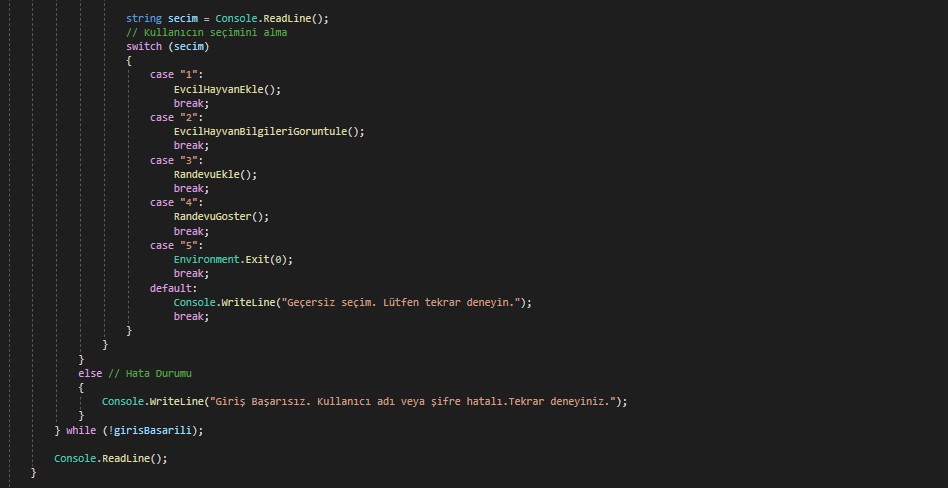 string secim = Console.ReadLine();
// Kullanıcın seçimini alma
switch (secim)
{
case "1":
EvcilHayvanEkle();
break;
case "2":
EvcilHayvanBilgileriGoruntule();
break;
case "3":
RandevuEkle();
break;
case "4":
RandevuGoster();
break;
case "5":
Environment.Exit(0);
break;
default:
Console.WriteLine("Geçersiz seçim. Lütfen tekrar deneyin.");
break;
}
}
}
else // Hata Durumu
{
Console.WriteLine("Giriş Başarısız. Kullanıcı adı veya şifre hatalı.Tekrar deneyiniz.");
}
} while (!girisBasarili);
Console.ReadLine();
}